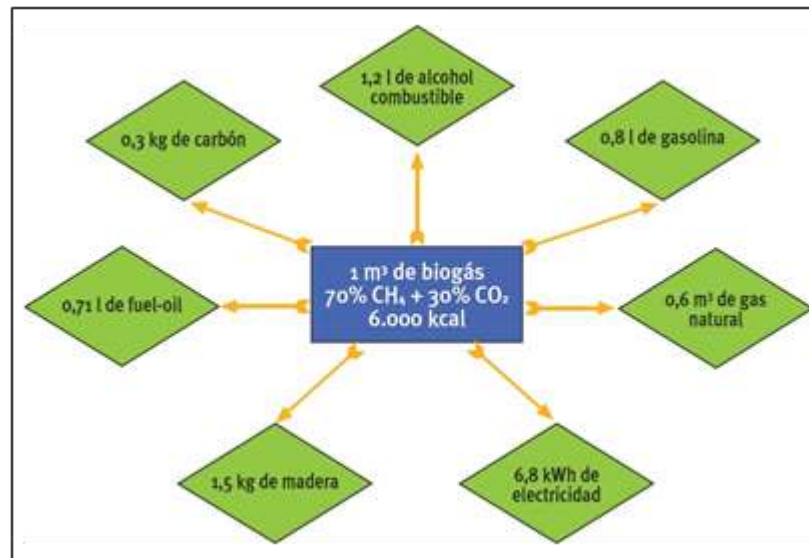 1,2 l de alcohol
combustible
0,3 kg de carbón
0,8 l de gasolina
1 m³ de biogás
70% CH₄ + 30% CO₂
6.000 kcal
0,71 l de fuel-oil
0,6 m³ de gas
natural
1,5 kg de madera
6,8 kWh de
electricidad